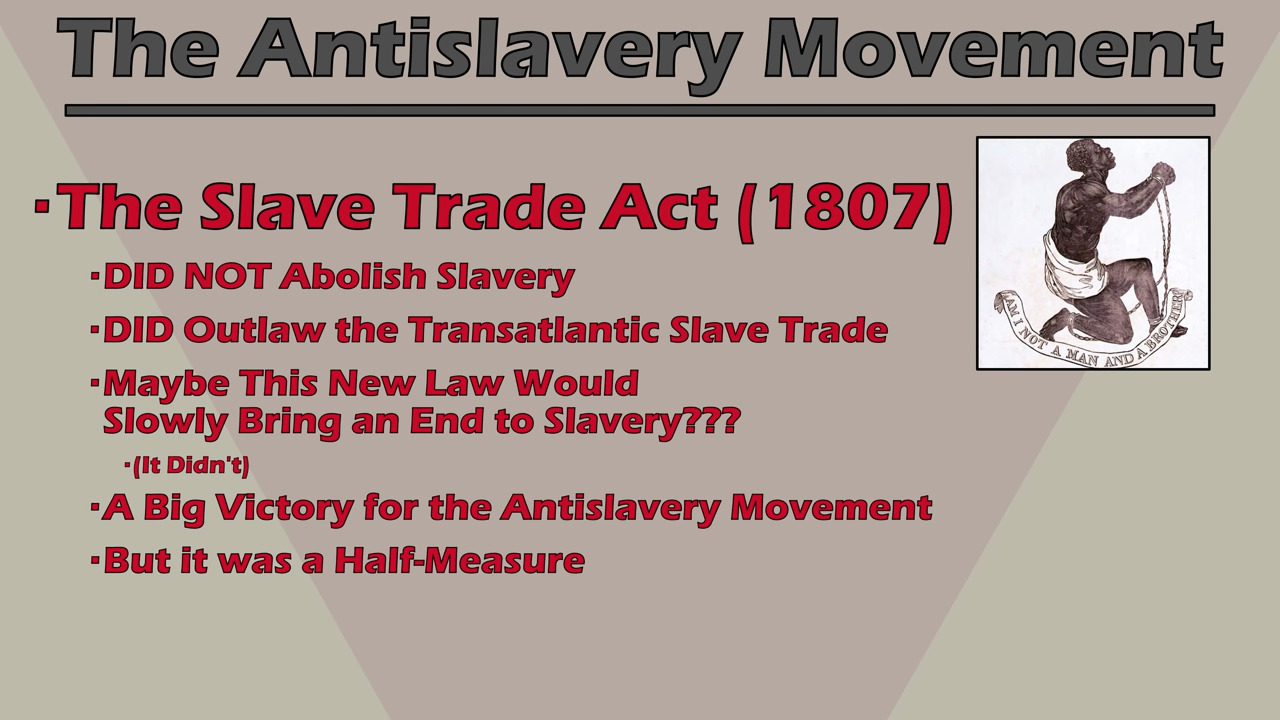 The Antislavery Movement
·The Slave Trade Act (1807)
·DID NOT Abolish Slavery
·DID Outlaw the Transatlantic Slave Trade
·Maybe This New Law Would
Slowly Bring an End to Slavery???
·(It Didn't)
·A Big Victory for the Antislavery Movement
·But it was a Half-Measure
AM I NOT A MAN AND A BROTHER?